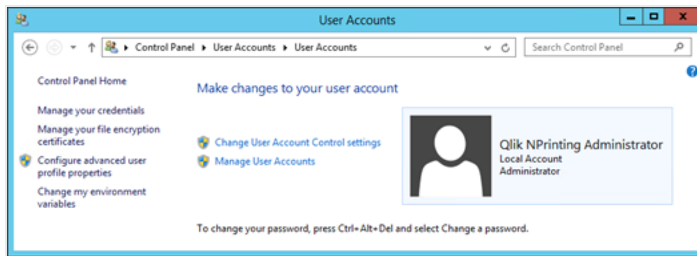 User Accounts
Control Panel User Accounts User Accounts
Search Control Panel
Control Panel Home
Manage your credentials
Manage your file encryption
certificates
Configure advanced user
profile properties
Change my environment
variables
Make changes to your user account
Change User Account Control settings
Manage User Accounts
Qlik NPrinting Administrator
Local Account
Administrator
To change your password, press Ctrl+Alt+Del and select Change a password.